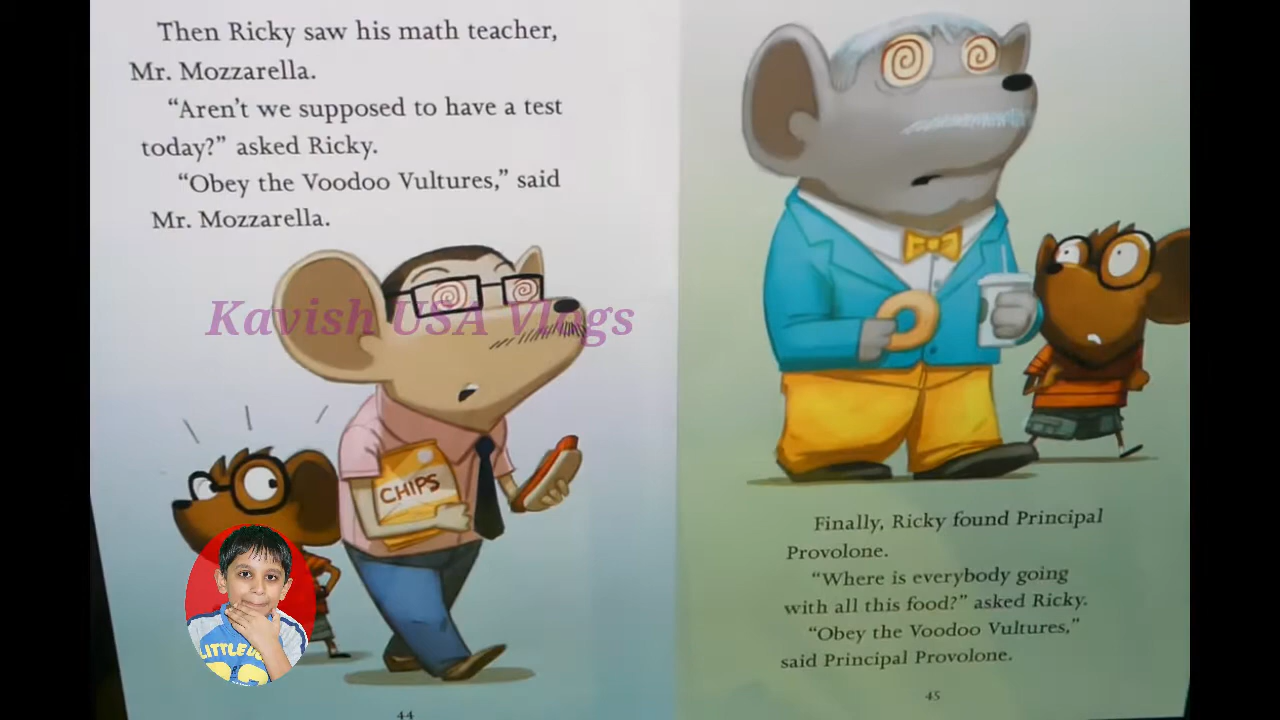 Then Ricky saw his math teacher,
Mr. Mozzarella.
“Aren’t we supposed to have a test
today?” asked Ricky.
“Obey the Voodoo Vultures,” said
Mr. Mozzarella.
Kavish USA Vlogs
CHIPS
LITTLE
44
Finally, Ricky found Principal
Provolone.
“Where is everybody going
with all this food?” asked Ricky.
“Obey the Voodoo Vultures,”
said Principal Provolone.
45